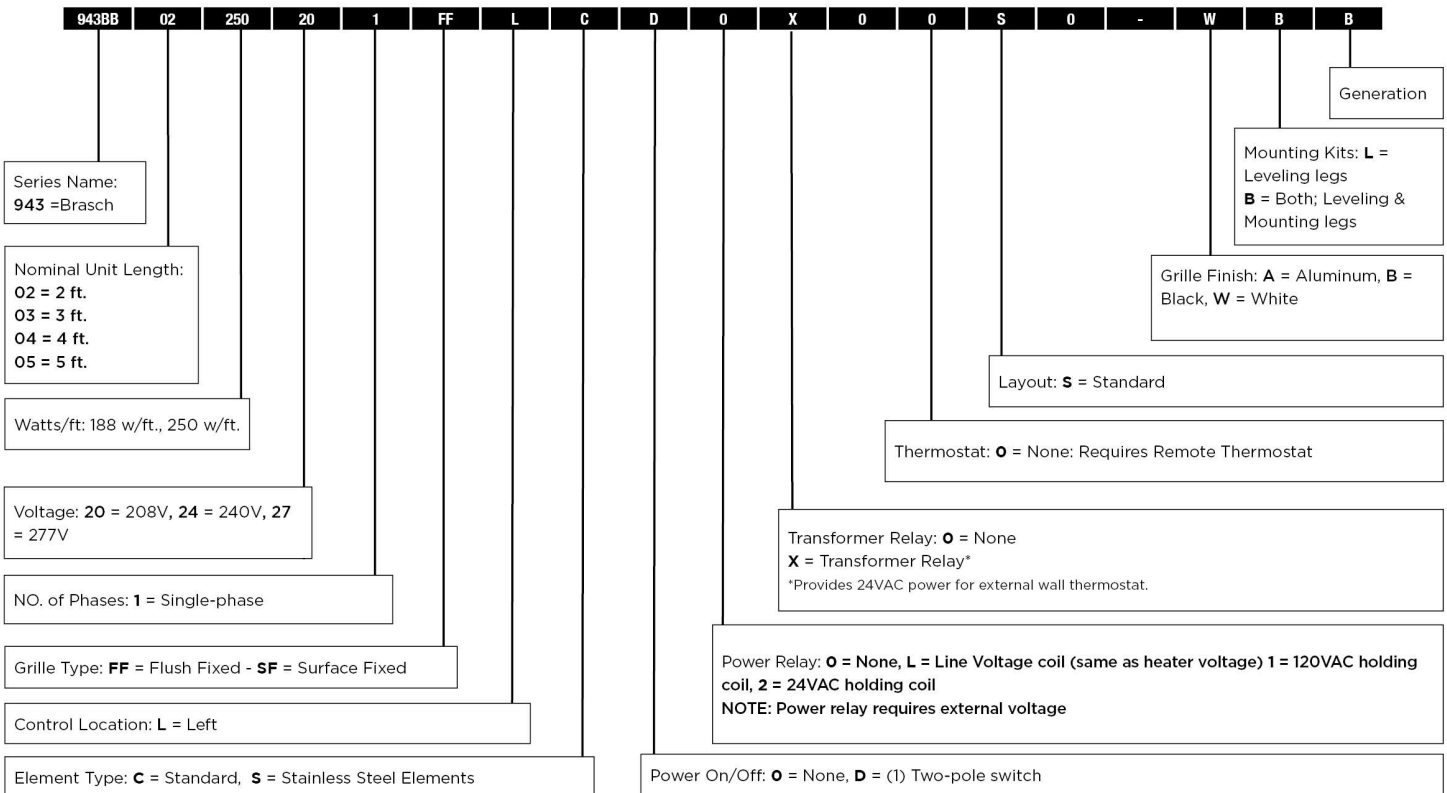 943BB 02 250 20 1 FF L C D 0 X 0 0 S 0 - W B B
Generation
Mounting Kits: L =
Leveling legs
B = Both; Leveling &
Mounting legs
Series Name:
943 =Brasch
Nominal Unit Length:
02 = 2 ft.
03 = 3 ft.
04 = 4 ft.
05 = 5 ft.
Grille Finish: A = Aluminum, B =
Black, W = White
Layout: S = Standard
Watts/ft: 188 w/ft., 250 w/ft.
Thermostat: 0 = None: Requires Remote Thermostat
Voltage: 20 = 208V, 24 = 240V, 27
= 277V
Transformer Relay: 0 = None
X = Transformer Relay*
*Provides 24VAC power for external wall thermostat.
NO. of Phases: 1 = Single-phase
Grille Type: FF = Flush Fixed - SF = Surface Fixed
Power Relay: 0 = None, L = Line Voltage coil (same as heater voltage) 1 = 120VAC holding
coil, 2 = 24VAC holding coil
NOTE: Power relay requires external voltage
Control Location: L = Left
Element Type: C = Standard, S = Stainless Steel Elements
Power On/Off: 0 = None, D = (1) Two-pole switch